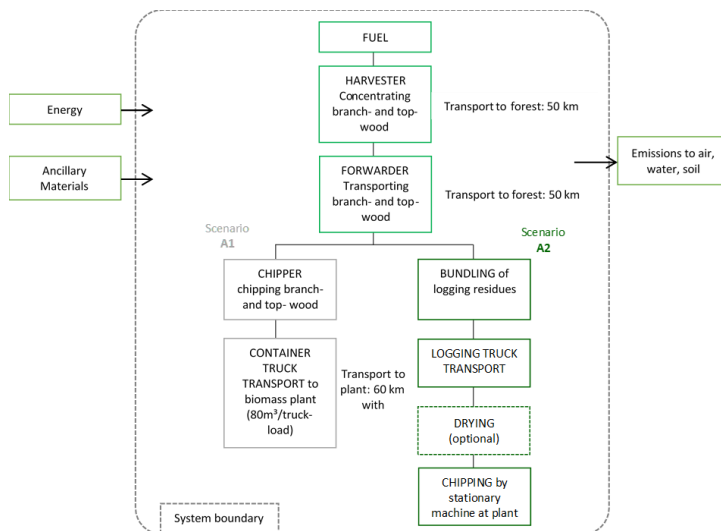 FUEL
HARVESTER
Concentrating
branch- and top-
wood
Transport to forest: 50 km
Energy
Ancillary
Materials
Emissions to air,
water, soil
FORWARDER
Transporting
branch- and top-
wood
Transport to forest: 50 km
Scenario
A1
Scenario
A2
CHIPPER
chipping branch-
and top- wood
BUNDLING of
logging residues
CONTAINER
TRUCK
TRANSPORT to
biomass plant
(80m³/truck-
load)
Transport to
plant: 60 km
with
LOGGING TRUCK
TRANSPORT
DRYING
(optional)
CHIPPING by
stationary
machine at plant
System boundary